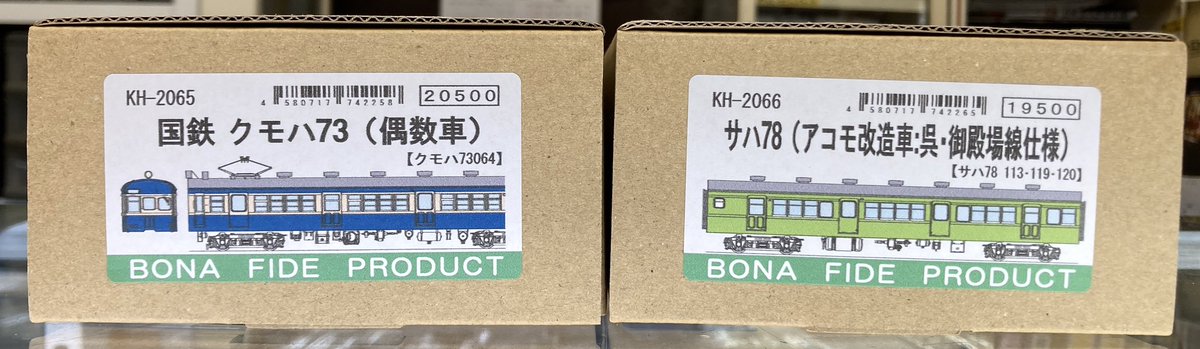 KH-2065
4 580717 742258
20500
国鉄 クモハ73（偶数車）
【クモハ73064】
BONA FIDE PRODUCT
KH-2066
4 580717 742265
19500
サハ78（アコモ改造車:呉・御殿場線仕様）
【サハ78 113-119-120】
BONA FIDE PRODUCT